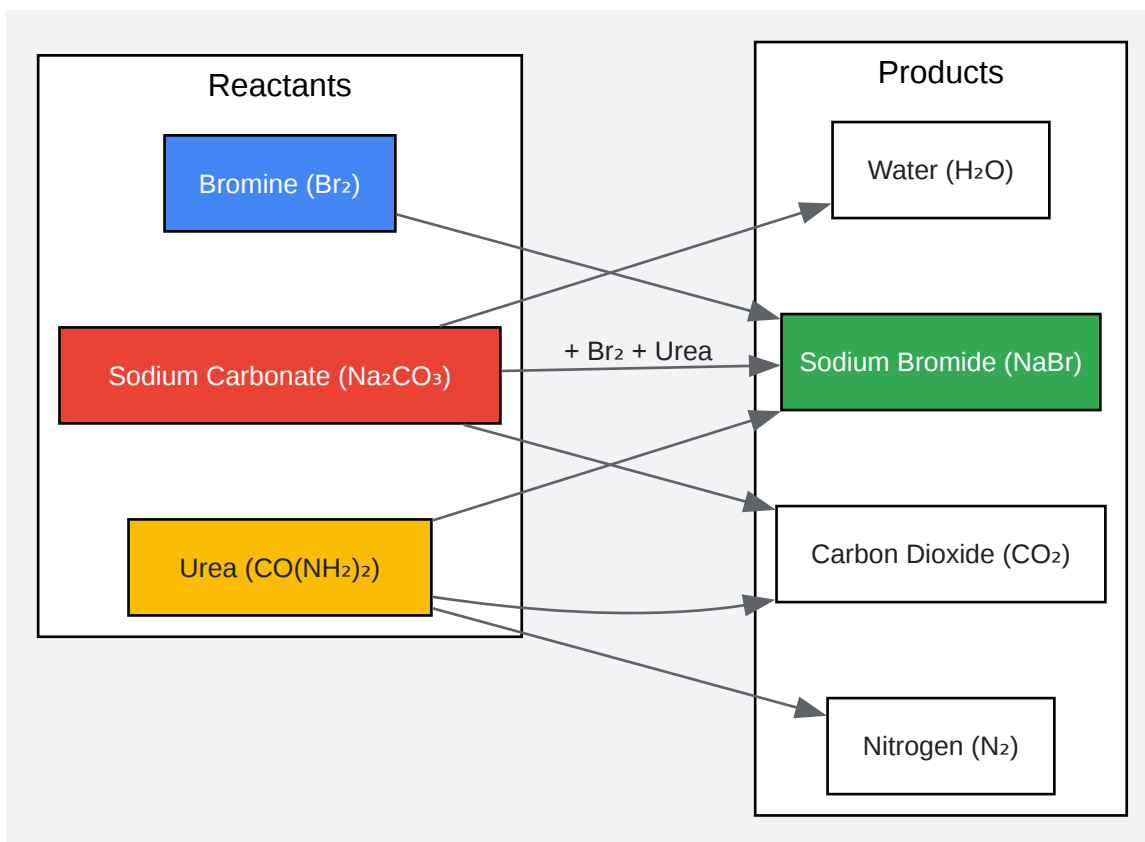 Reactants
Bromine (Br₂)
Sodium Carbonate (Na₂CO₃)
Urea (CO(NH₂)₂)
+ Br₂ + Urea
Products
Water (H₂O)
Sodium Bromide (NaBr)
Carbon Dioxide (CO₂)
Nitrogen (N₂)